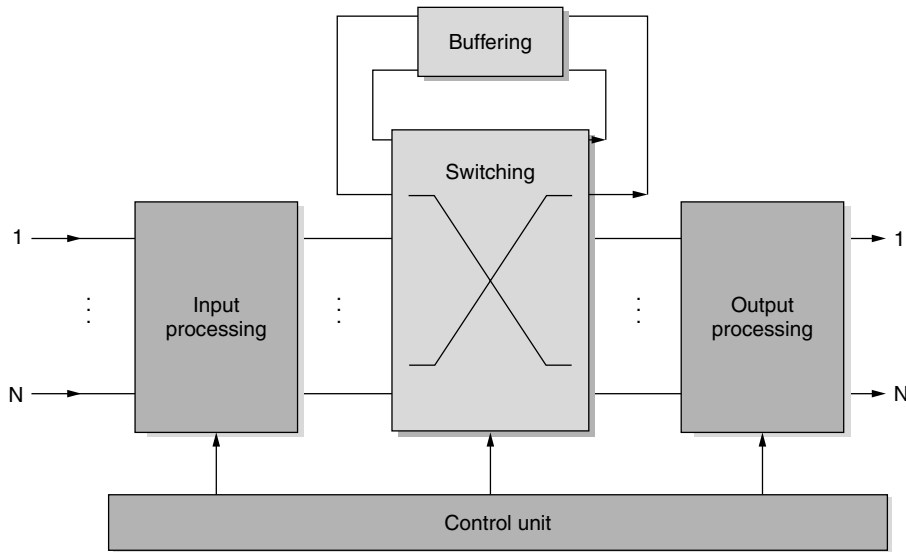 Buffering
Switching
1
1
Input
processing
Output
processing
N
N
Control unit